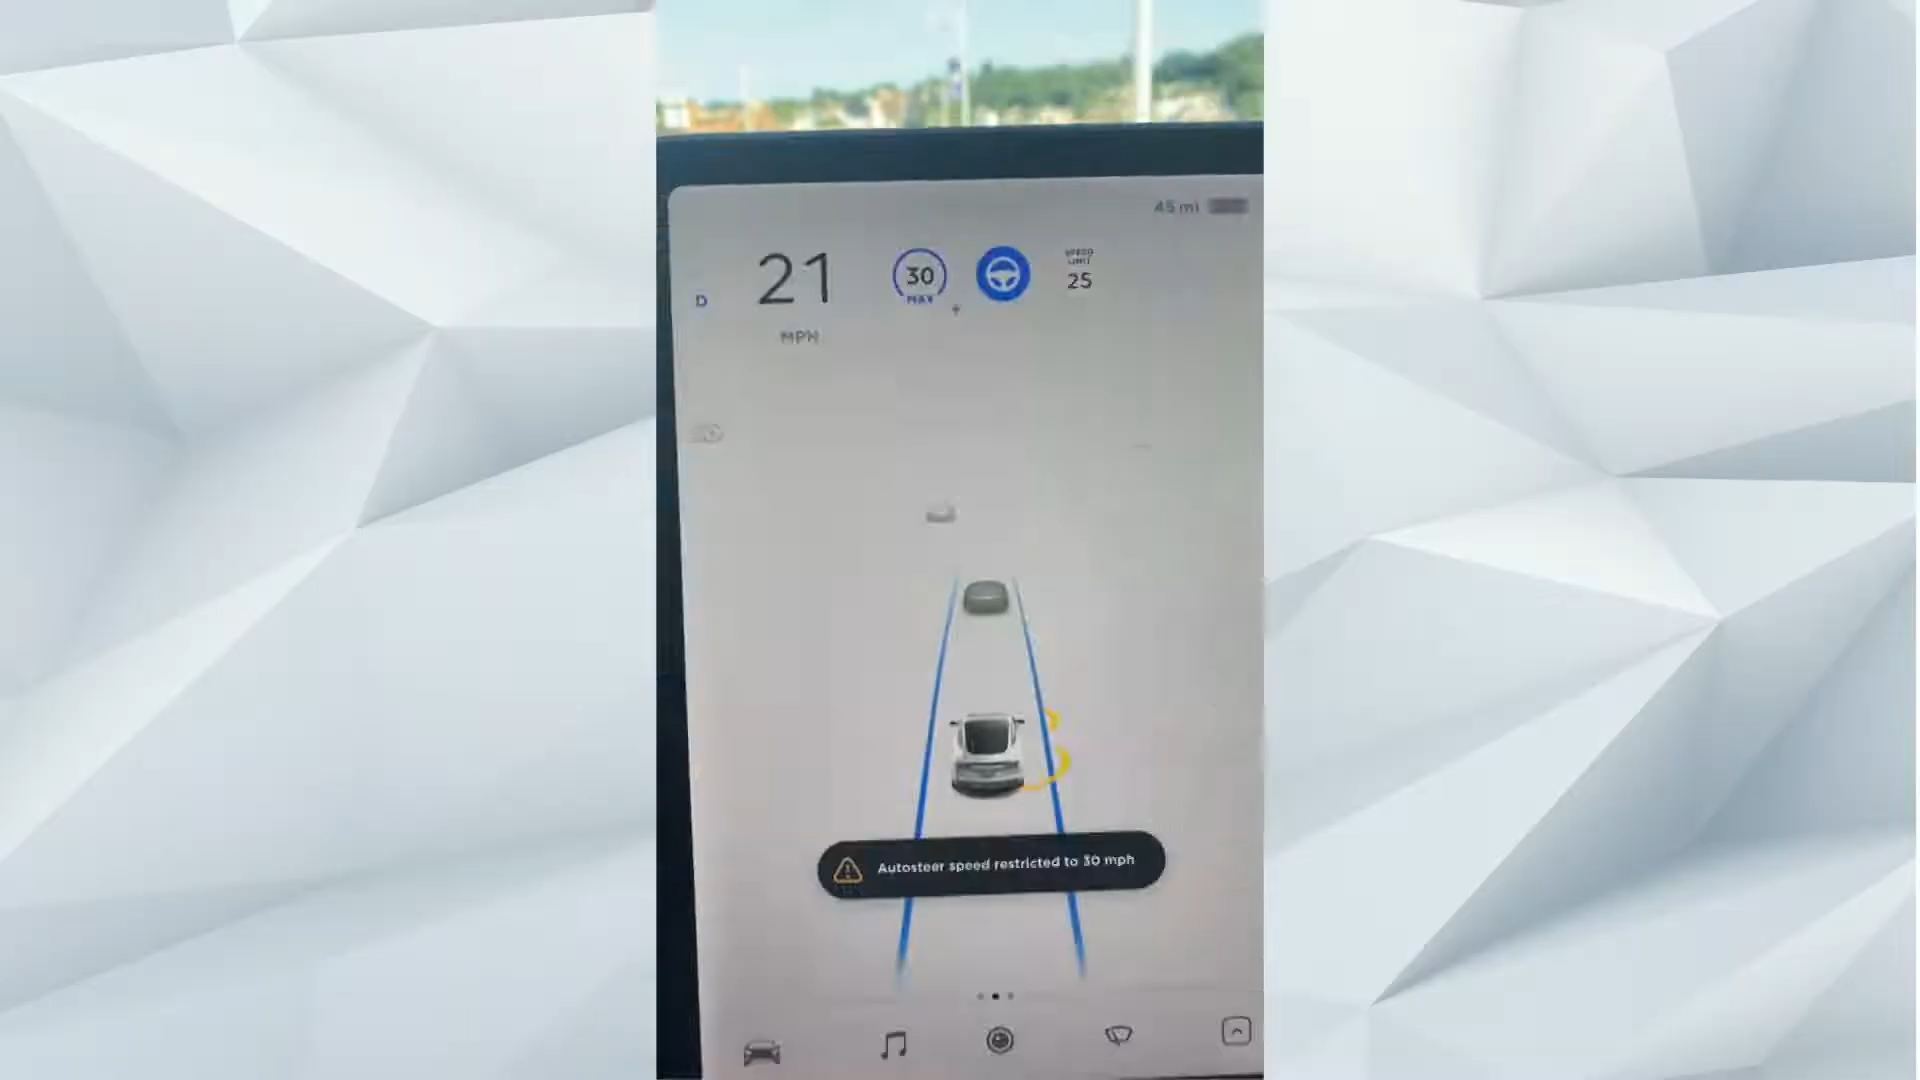 45 mi
D
21
MPH
30
MAX
SPEED
LIMIT
25
Autosteer speed restricted to 30 mph